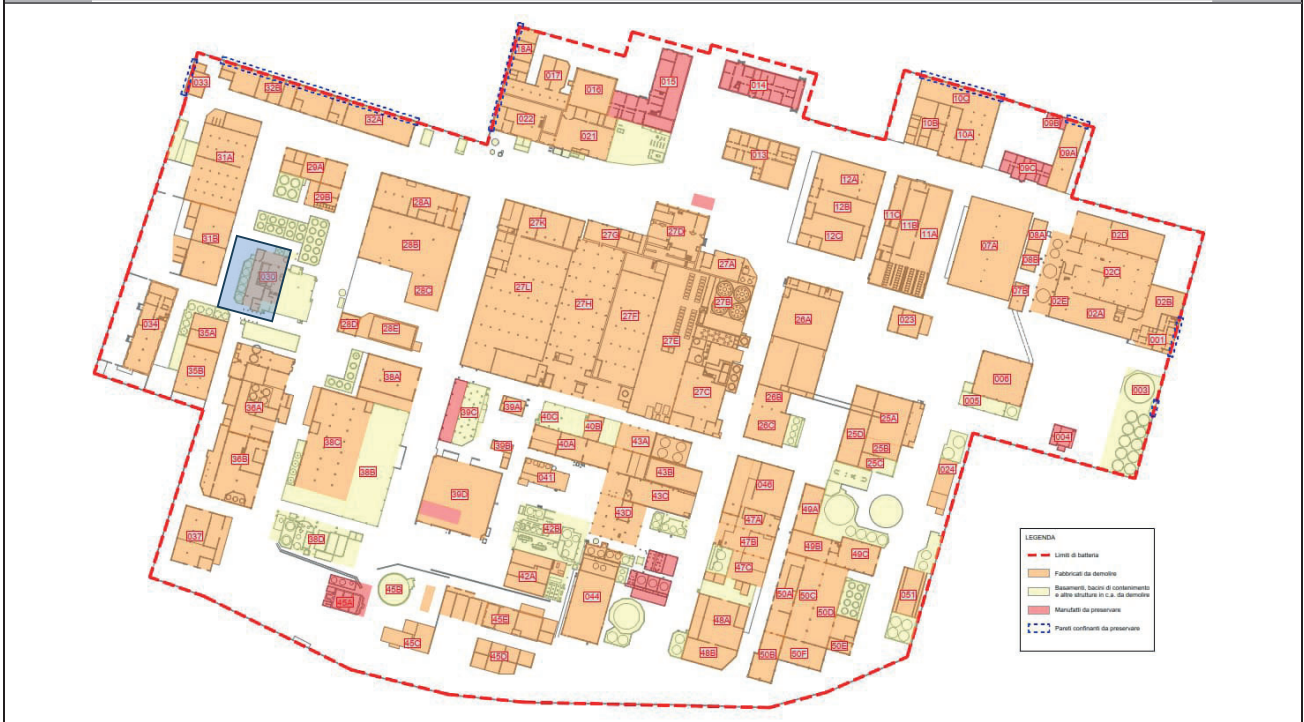 18A
017
015
014
033
32B
016
10C
32A
022
021
10B
10A
09B
013
09A
31A
29A
09C
12A
29B
28A
12B
11C
11B
11A
27K
27G
27D
12C
07A
08A
02D
31B
28B
27A
08B
02C
030
27L
27H
27F
27B
07B
02E
02B
28C
26A
02A
023
034
35A
28D
28E
27E
001
35B
38A
27C
006
003
36A
39C
39A
26B
005
40C
40B
25A
26C
38C
39B
40A
43A
25D
25B
004
36B
38B
041
43B
25C
39D
43C
046
024
42B
43D
47A
49A
037
38D
47B
49B
49C
42A
47C
45A
45B
044
50A
50C
051
45E
48A
50D
45C
45D
48B
50B
50F
50E
LEGENDA
Limiti di batteria
Fabbricati da demolire
Basamenti, bacini di contenimento
e altre strutture in c.a. da demolire
Manufatti da preservare
Pareti confinanti da preservare